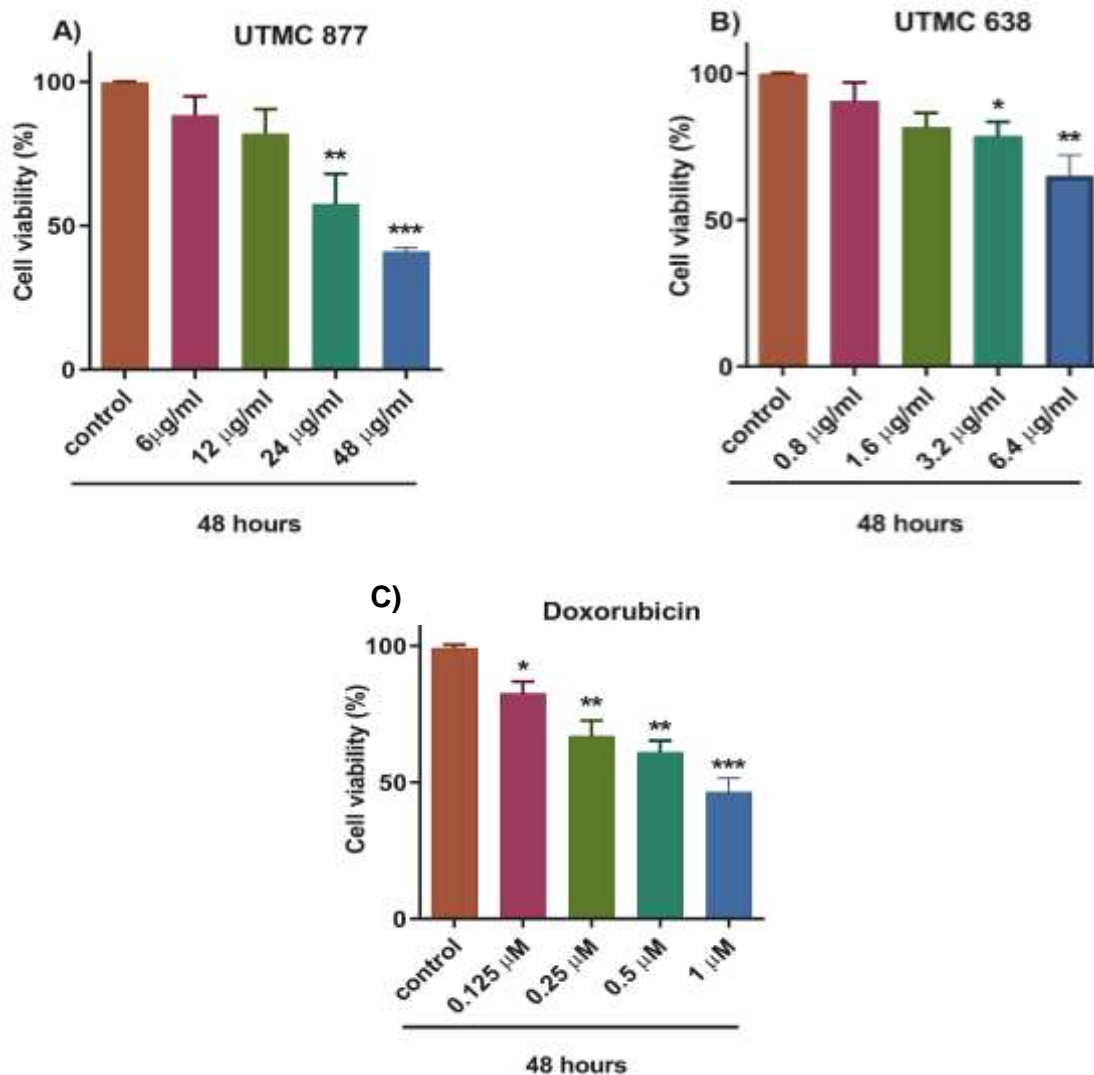 A)
UTMC 877
Cell viability (%)
100
50
0
**
***
control
6μg/ml
12 μg/ml
24 μg/ml
48 μg/ml
48 hours
B)
UTMC 638
Cell viability (%)
100
50
0
*
**
control
0.8 μg/ml
1.6 μg/ml
3.2 μg/ml
6.4 μg/ml
48 hours
C)
Doxorubicin
Cell viability (%)
100
50
0
*
**
**
***
control
0.125 μM
0.25 μM
0.5 μM
1 μM
48 hours